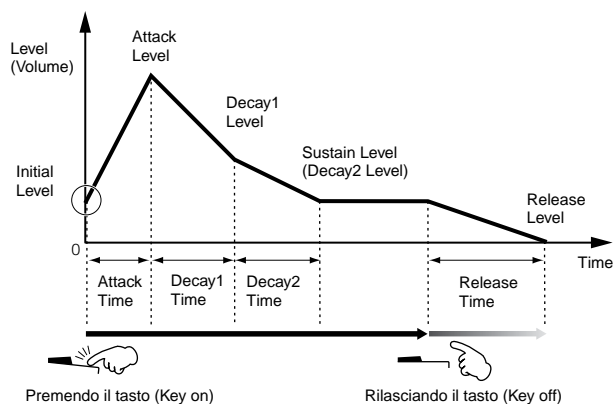 Level
(Volume)
Attack
Level
Decay1
Level
Sustain Level
(Decay2 Level)
Initial
Level
Release
Level
0
Time
Attack
Time
Decay1
Time
Decay2
Time
Release
Time
Premendo il tasto (Key on)
Rilasciando il tasto (Key off)